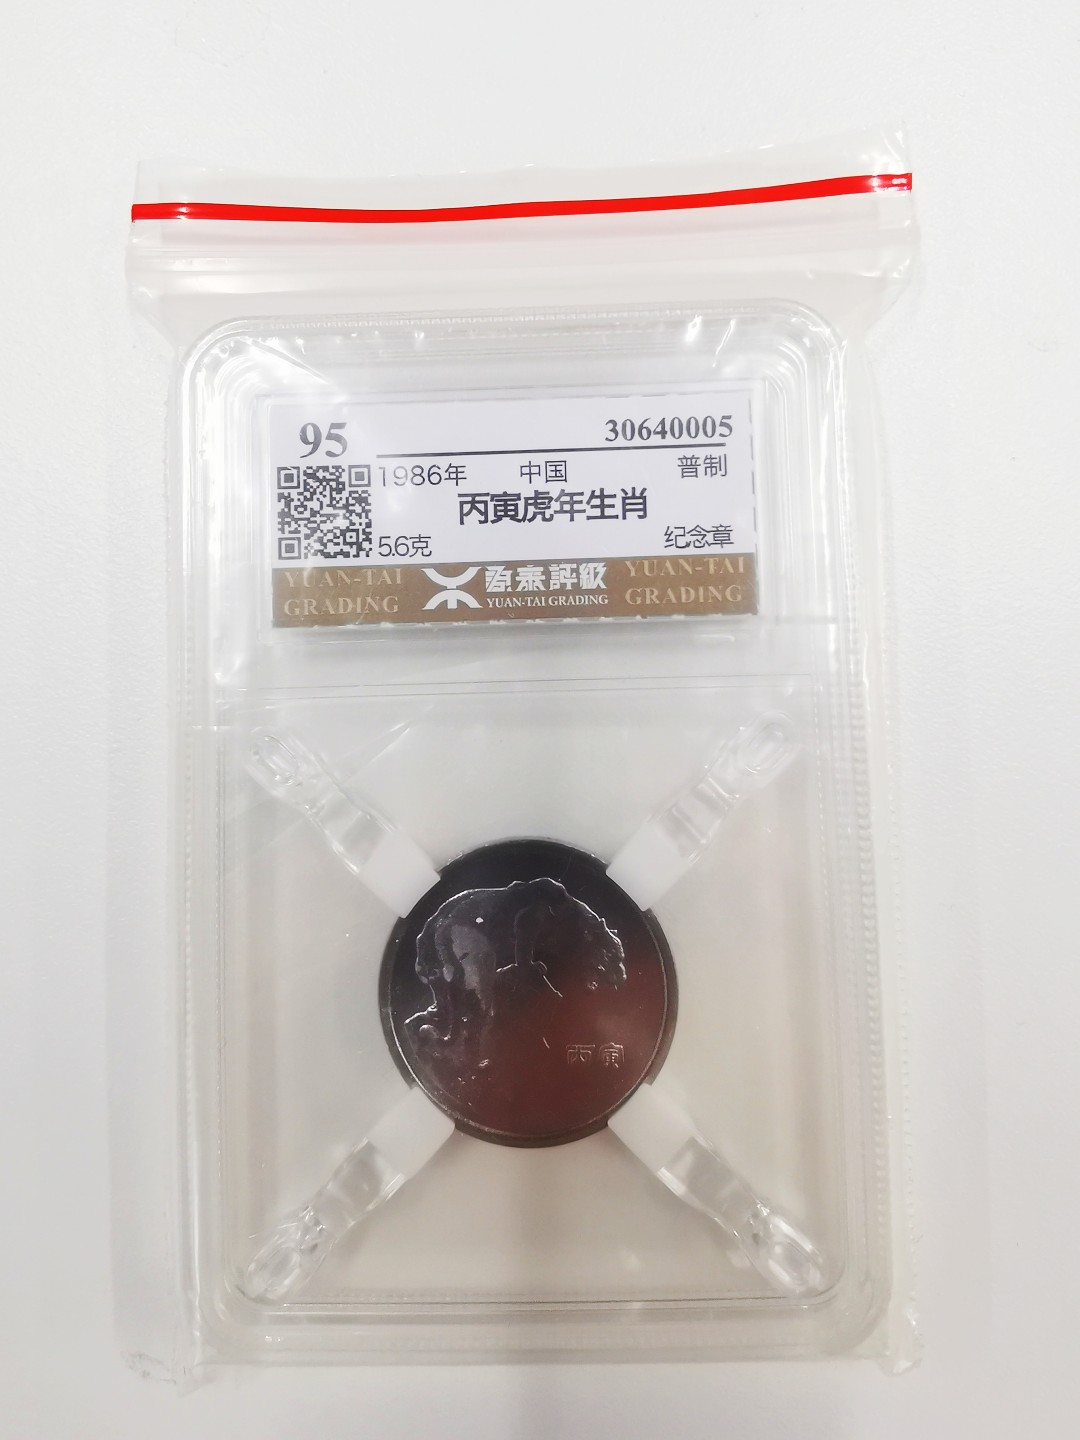 95
30640005
1986年 中国 普制
丙寅虎年生肖
5.6克 纪念章
YUAN-TAI
GRADING
源泰評級
YUAN-TAI GRADING
YUAN-TAI
GRADING
丙寅